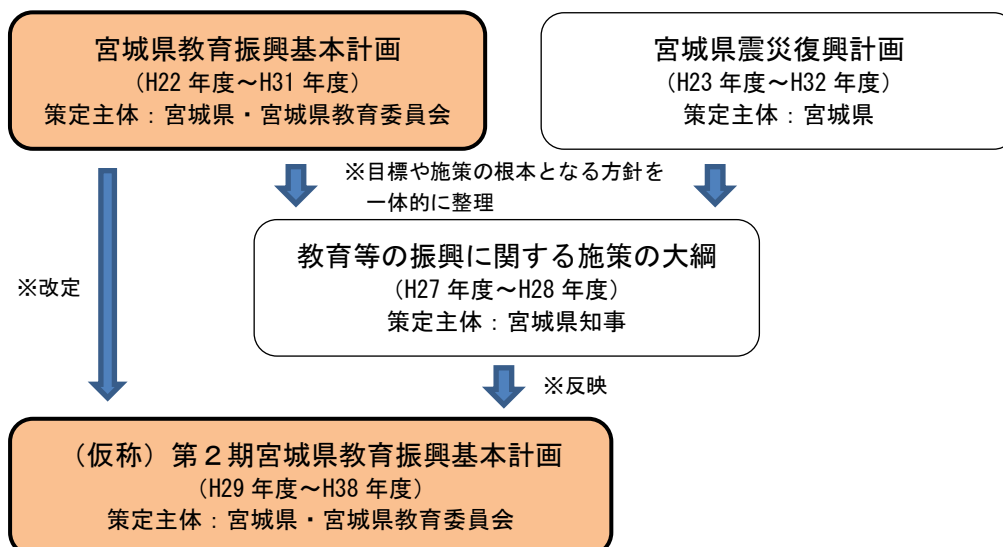 宮城県教育振興基本計画
（H22 年度～H31 年度）
策定主体：宮城県・宮城県教育委員会
宮城県震災復興計画
（H23 年度～H32 年度）
策定主体：宮城県
※目標や施策の根本となる方針を
一体的に整理
教育等の振興に関する施策の大綱
（H27 年度～H28 年度）
策定主体：宮城県知事
※改定
※反映
（仮称）第２期宮城県教育振興基本計画
（H29 年度～H38 年度）
策定主体：宮城県・宮城県教育委員会